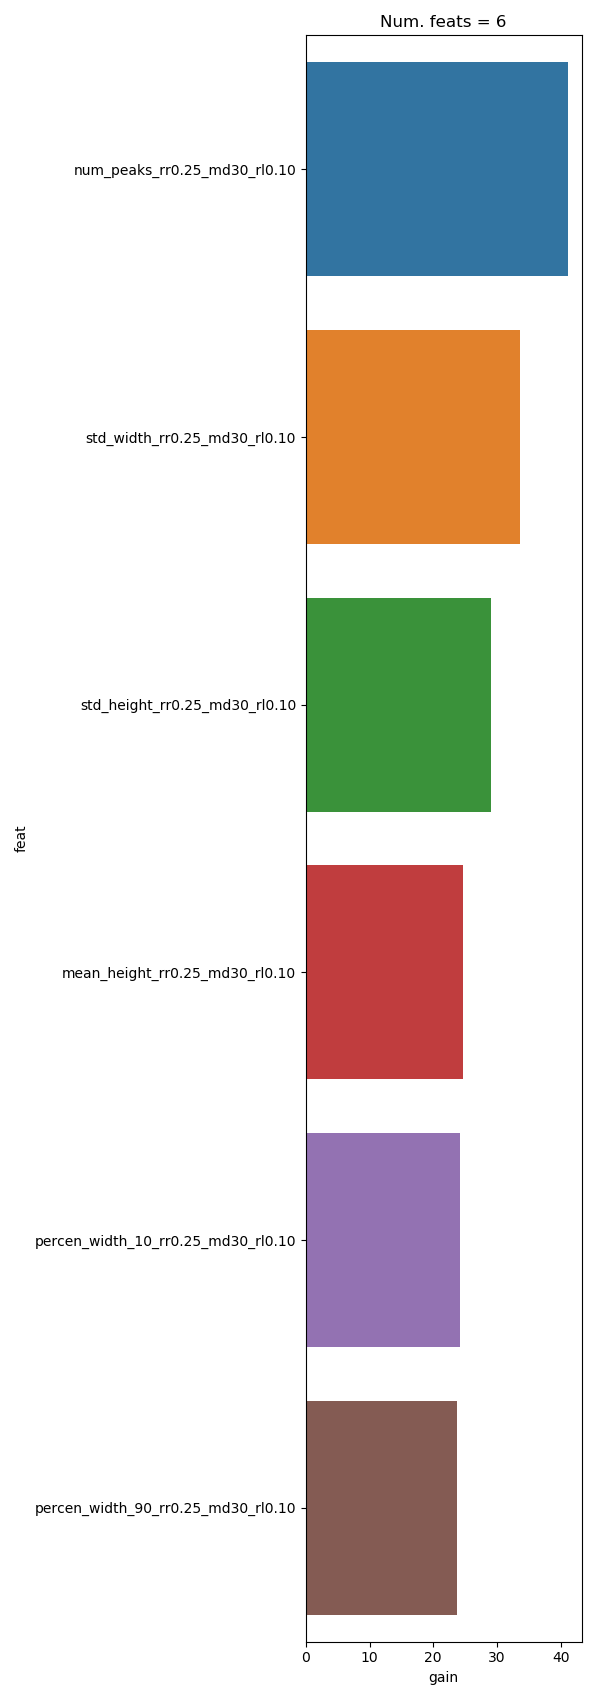 Num. feats = 6
num_peaks_rr0.25_md30_rl0.10
std_width_rr0.25_md30_rl0.10
std_height_rr0.25_md30_rl0.10
feat
mean_height_rr0.25_md30_rl0.10
percen_width_10_rr0.25_md30_rl0.10
percen_width_90_rr0.25_md30_rl0.10
0 10 20 30 40
gain